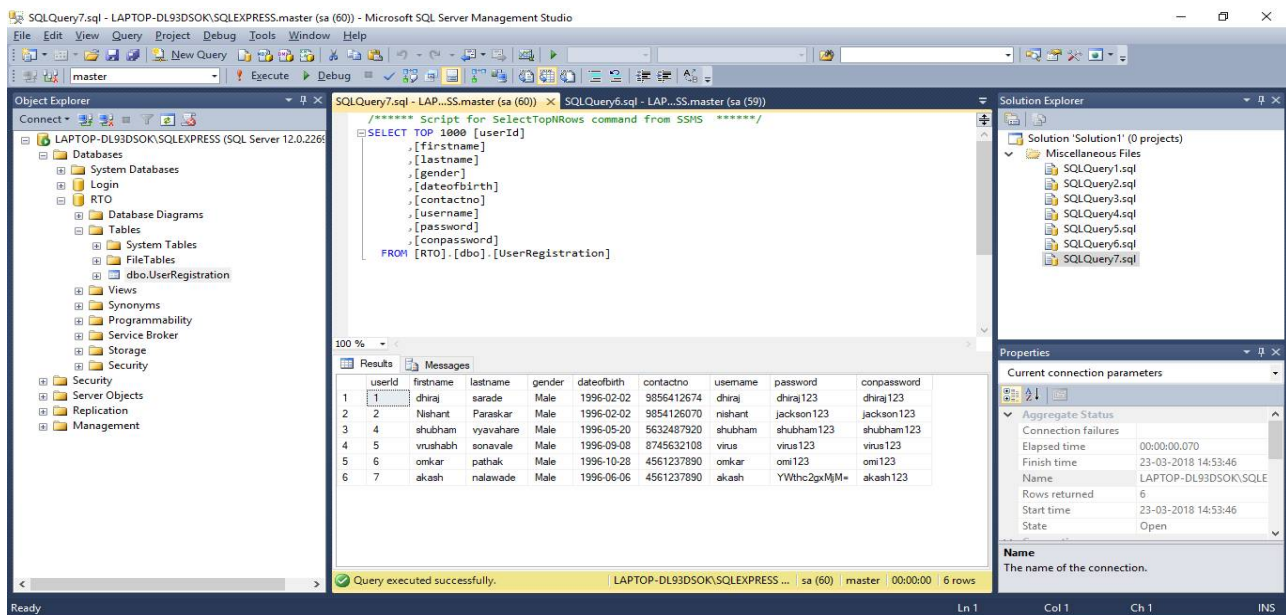 SQLQuery7.sql - LAPTOP-DL93DSOK\SQLEXPRESS.master (sa (60)) - Microsoft SQL Server Management Studio
File Edit View Query Project Debug Tools Window Help
New Query
master Execute Debug
Object Explorer
Connect
LAPTOP-DL93DSOK\SQLEXPRESS (SQL Server 12.0.2269
Databases
System Databases
Login
RTO
Database Diagrams
Tables
System Tables
FileTables
dbo.UserRegistration
Views
Synonyms
Programmability
Service Broker
Storage
Security
Security
Server Objects
Replication
Management
SQLQuery7.sql - LAP...SS.master (sa (60)) SQLQuery6.sql - LAP...SS.master (sa (59))
/****** Script for SelectTopNRows command from SSMS ******/
SELECT TOP 1000 [userId]
,[firstname]
,[lastname]
,[gender]
,[dateofbirth]
,[contactno]
,[username]
,[password]
,[conpassword]
FROM [RTO].[dbo].[UserRegistration]
100 %
Results Messages
userId firstname lastname gender dateofbirth contactno username password conpassword
1 1 dhiraj sarade Male 1996-02-02 9856412674 dhiraj dhiraj123 dhiraj123
2 2 Nishant Paraskar Male 1996-02-02 9854126070 nishant jackson123 jackson123
3 4 shubham vyavahare Male 1996-05-20 5632487920 shubham shubham123 shubham123
4 5 vrushabh sonavale Male 1996-09-08 8745632108 virus virus123 virus123
5 6 omkar pathak Male 1996-10-28 4561237890 omkar omi123 omi123
6 7 akash nalawade Male 1996-06-06 4561237890 akash YWthc2gxMjM= akash123
Query executed successfully. LAPTOP-DL93DSOK\SQLEXPRESS ... sa (60) master 00:00:00 6 rows
Solution Explorer
Solution 'Solution1' (0 projects)
Miscellaneous Files
SQLQuery1.sql
SQLQuery2.sql
SQLQuery3.sql
SQLQuery4.sql
SQLQuery5.sql
SQLQuery6.sql
SQLQuery7.sql
Properties
Current connection parameters
Aggregate Status
Connection failures
Elapsed time 00:00:00.070
Finish time 23-03-2018 14:53:46
Name LAPTOP-DL93DSOK\SQLE
Rows returned 6
Start time 23-03-2018 14:53:46
State Open
Name
The name of the connection.
Ready Ln 1 Col 1 Ch 1 INS